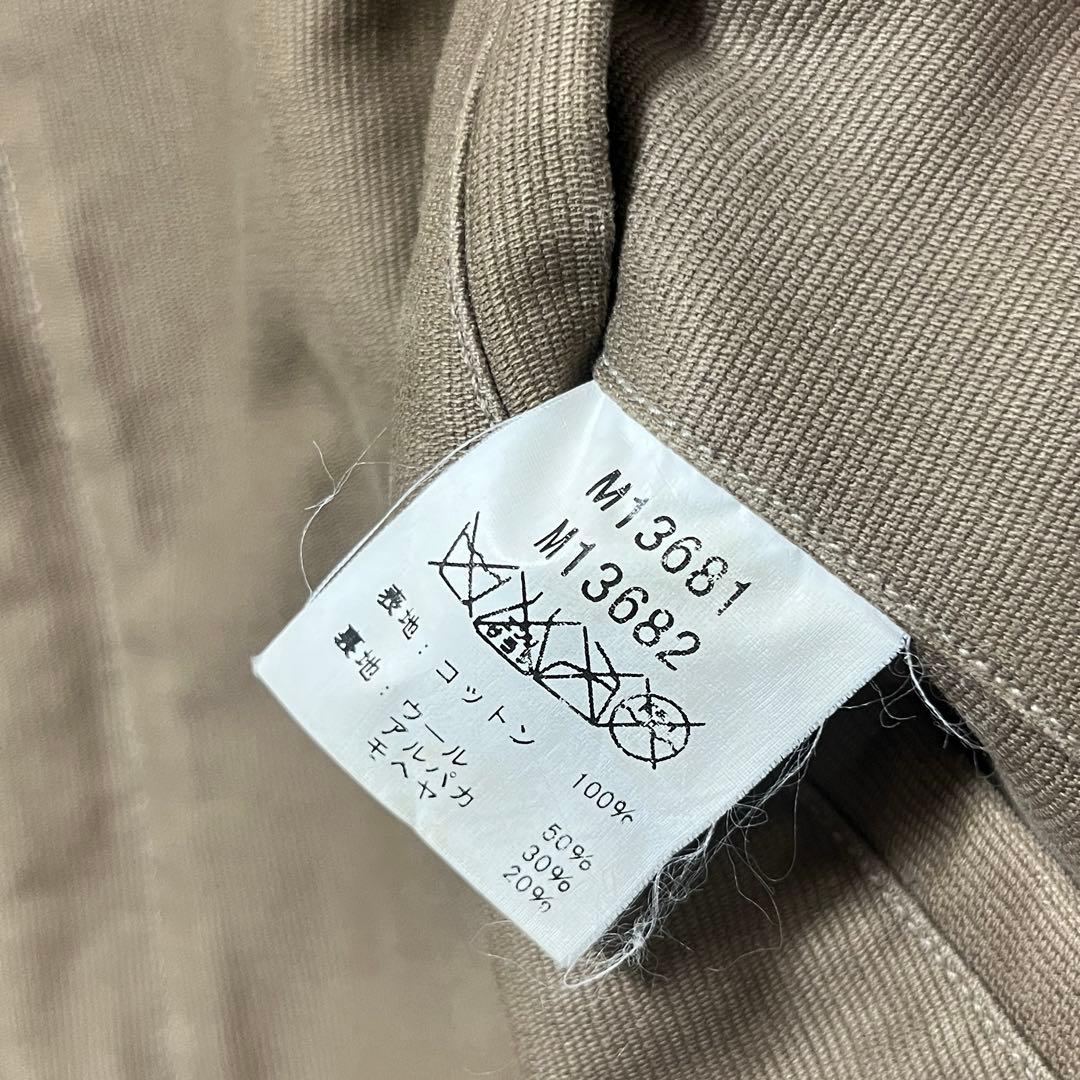 M13681
M13682
表地：コットン 100%
裏地：ウール 50%
アルパカ 30%
モヘヤ 20%